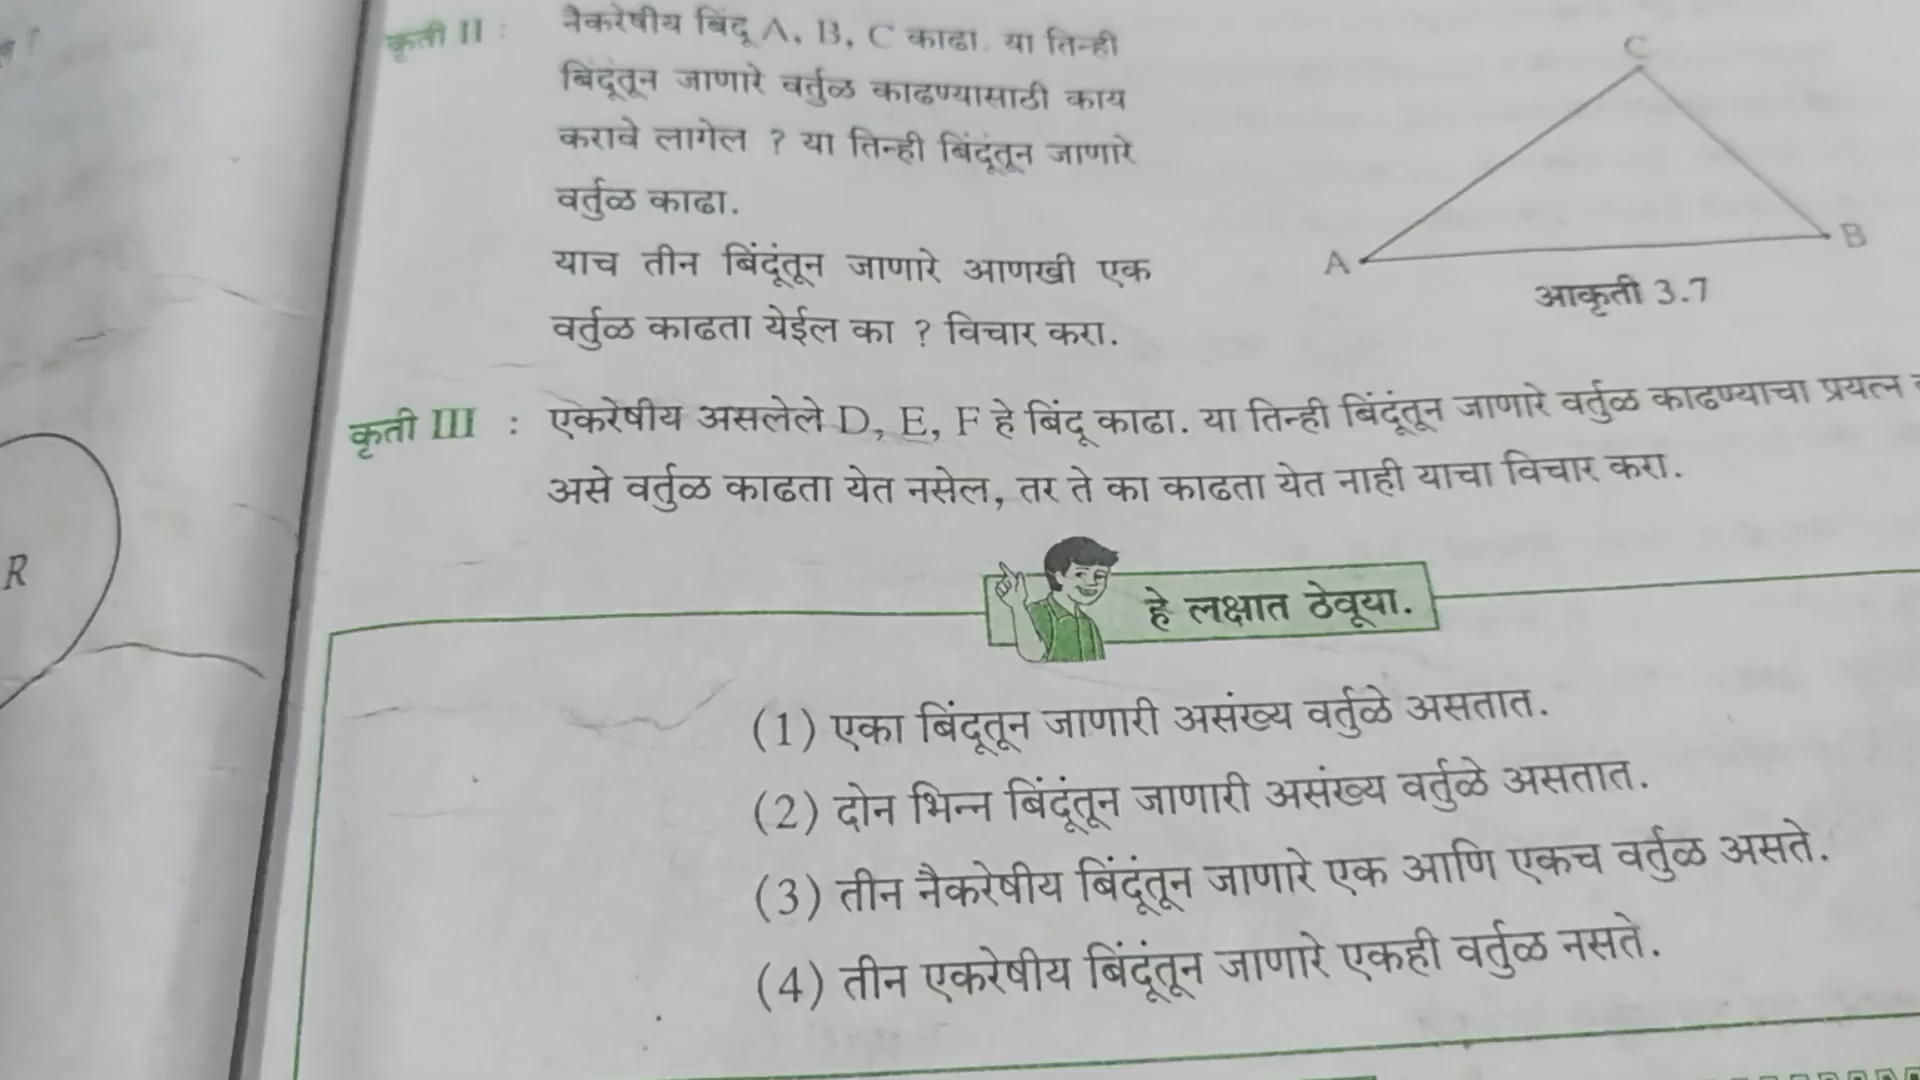 कृती II : नैकरेषीय बिंदू A, B, C काढा. या तिन्ही
बिंदूंतून जाणारे वर्तुळ काढण्यासाठी काय
करावे लागेल ? या तिन्ही बिंदूंतून जाणारे
वर्तुळ काढा.
याच तीन बिंदूंतून जाणारे आणखी एक
वर्तुळ काढता येईल का ? विचार करा.
C
A
B
आकृती 3.7
कृती III : एकरेषीय असलेले D, E, F हे बिंदू काढा. या तिन्ही बिंदूंतून जाणारे वर्तुळ काढण्याचा प्रयत्न
असे वर्तुळ काढता येत नसेल, तर ते का काढता येत नाही याचा विचार करा.
R
हे लक्षात ठेवूया.
(1) एका बिंदूतून जाणारी असंख्य वर्तुळे असतात.
(2) दोन भिन्न बिंदूंतून जाणारी असंख्य वर्तुळे असतात.
(3) तीन नैकरेषीय बिंदूंतून जाणारे एक आणि एकच वर्तुळ असते.
(4) तीन एकरेषीय बिंदूंतून जाणारे एकही वर्तुळ नसते.